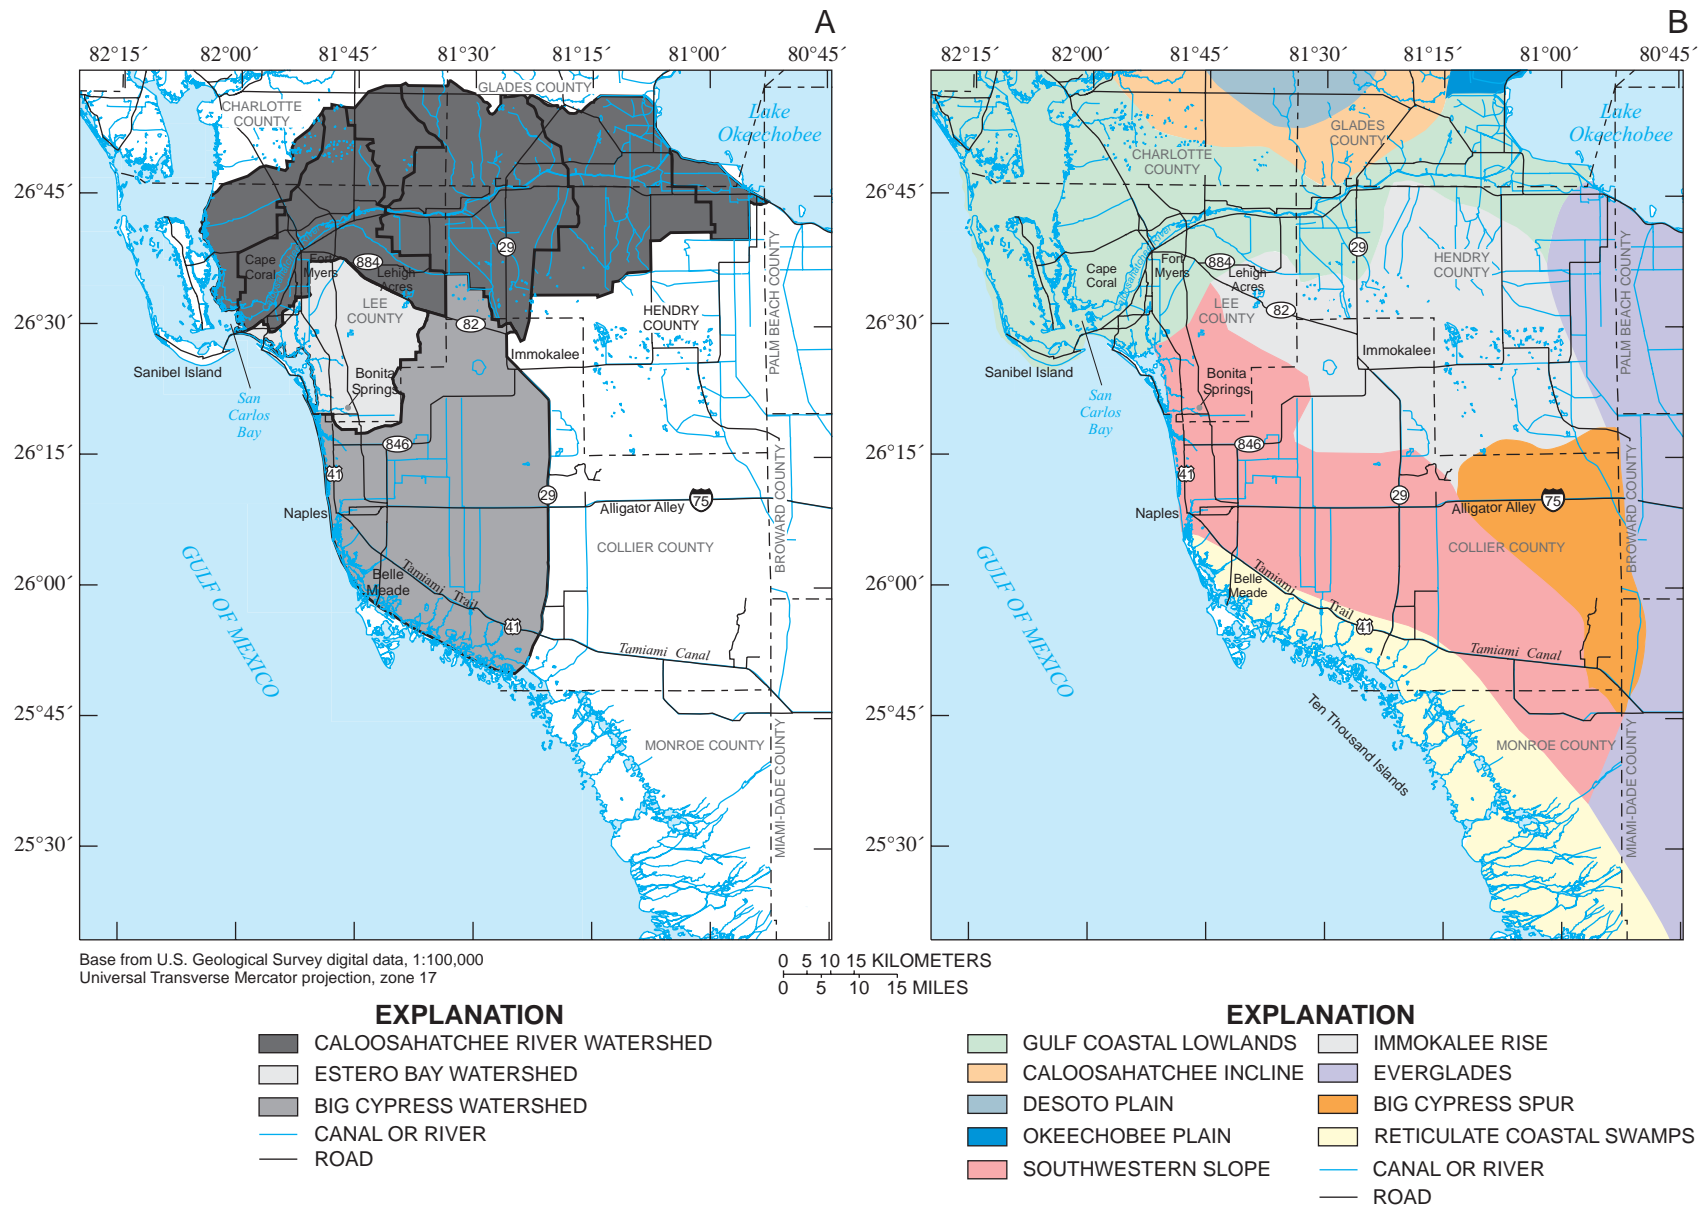 A
82°15´ 82°00´ 81°45´ 81°30´ 81°15´ 81°00´ 80°45´
26°45´
26°30´
26°15´
26°00´
25°45´
25°30´
CHARLOTTE
COUNTY
GLADES COUNTY
Lake
Okeechobee
29
Cape
Coral
Fort
Myers
884
Lehigh
Acres
LEE
COUNTY
82
HENDRY
COUNTY
PALM BEACH COUNTY
Immokalee
Sanibel Island
Bonita
Springs
San
Carlos
Bay
846
41
29
Naples
Alligator Alley
75
BROWARD COUNTY
COLLIER COUNTY
GULF OF MEXICO
Belle
Meade
Tamiami Trail
41
Tamiami Canal
MONROE COUNTY
MIAMI-DADE COUNTY
Base from U.S. Geological Survey digital data, 1:100,000
Universal Transverse Mercator projection, zone 17
0 5 10 15 KILOMETERS
0 5 10 15 MILES
EXPLANATION
CALOOSAHATCHEE RIVER WATERSHED
ESTERO BAY WATERSHED
BIG CYPRESS WATERSHED
CANAL OR RIVER
ROAD
B
82°15´ 82°00´ 81°45´ 81°30´ 81°15´ 81°00´ 80°45´
26°45´
26°30´
26°15´
26°00´
25°45´
25°30´
Lake
Okeechobee
GLADES
COUNTY
CHARLOTTE
COUNTY
29
HENDRY
COUNTY
Cape
Coral
Fort
Myers
884
Lehigh
Acres
LEE
COUNTY
82
PALM BEACH COUNTY
Immokalee
Sanibel Island
Bonita
Springs
San
Carlos
Bay
846
41
29
Naples
Alligator Alley
75
BROWARD COUNTY
COLLIER COUNTY
GULF OF MEXICO
Belle
Meade
Tamiami
Trail
41
Tamiami Canal
Ten Thousand Islands
MONROE COUNTY
MIAMI-DADE COUNTY
EXPLANATION
GULF COASTAL LOWLANDS
CALOOSAHATCHEE INCLINE
DESOTO PLAIN
OKEECHOBEE PLAIN
SOUTHWESTERN SLOPE
IMMOKALEE RISE
EVERGLADES
BIG CYPRESS SPUR
RETICULATE COASTAL SWAMPS
CANAL OR RIVER
ROAD